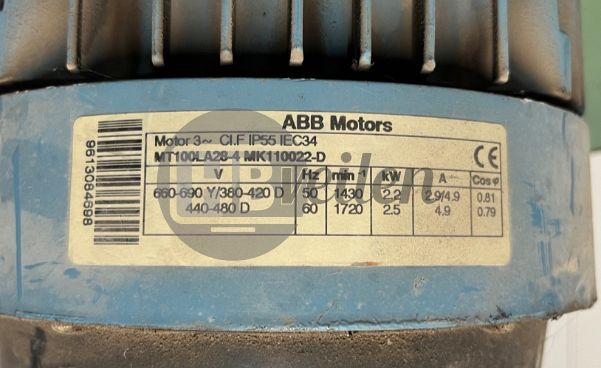 ABB Motors
Motor 3~ Cl.F IP55 IEC34
MT100LA28-4 MK110022-D
V Hz min⁻¹ kW A Cos φ
660-690 Y/380-420 D 50 1430 2.2 2.9/4.9 0.81
440-480 D 60 1720 2.5 4.9 0.79
CE
9613084698
veilen